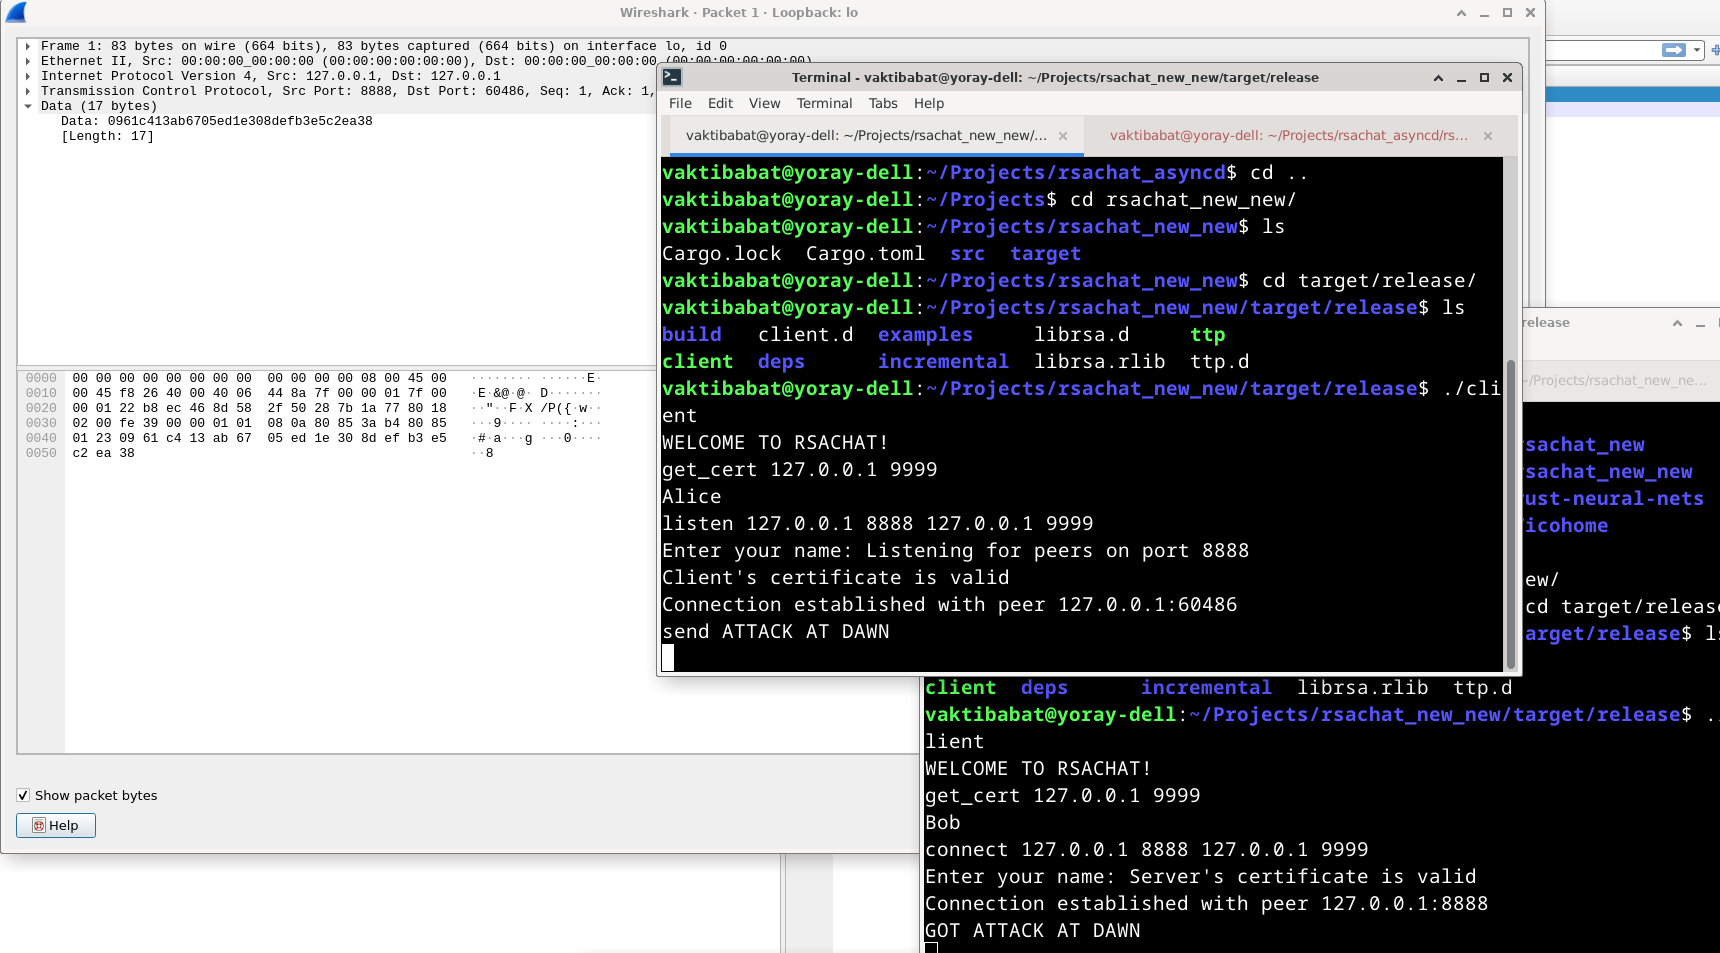 Wireshark · Packet 1 · Loopback: lo
Frame 1: 83 bytes on wire (664 bits), 83 bytes captured (664 bits) on interface lo, id 0
Ethernet II, Src: 00:00:00_00:00:00 (00:00:00:00:00:00), Dst: 00:00:00_00:00:00 (00:00:00:00:00:00)
Internet Protocol Version 4, Src: 127.0.0.1, Dst: 127.0.0.1
Transmission Control Protocol, Src Port: 8888, Dst Port: 60486, Seq: 1, Ack: 1,
Data (17 bytes)
Data: 0961c413ab6705ed1e308defb3e5c2ea38
[Length: 17]
0000 00 00 00 00 00 00 00 00 00 00 00 00 08 00 45 00 ········ ······E·
0010 00 45 f8 26 40 00 40 06 44 8a 7f 00 00 01 7f 00 ·E·&@·@· D·······
0020 00 01 22 b8 ec 46 8d 58 2f 50 28 7b 1a 77 80 18 ··"··F·X /P({·w··
0030 02 00 fe 39 00 00 01 01 08 0a 80 85 3a b4 80 85 ···9···· ····:···
0040 01 23 09 61 c4 13 ab 67 05 ed 1e 30 8d ef b3 e5 ·#·a···g ···0····
0050 c2 ea 38 ··8
Show packet bytes
Help
Terminal - vaktibabat@yoray-dell: ~/Projects/rsachat_new_new/target/release
File Edit View Terminal Tabs Help
vaktibabat@yoray-dell: ~/Projects/rsachat_new_new/... vaktibabat@yoray-dell: ~/Projects/rsachat_asyncd/rs...
vaktibabat@yoray-dell:~/Projects/rsachat_asyncd$ cd ..
vaktibabat@yoray-dell:~/Projects$ cd rsachat_new_new/
vaktibabat@yoray-dell:~/Projects/rsachat_new_new$ ls
Cargo.lock Cargo.toml src target
vaktibabat@yoray-dell:~/Projects/rsachat_new_new$ cd target/release/
vaktibabat@yoray-dell:~/Projects/rsachat_new_new/target/release$ ls
build client.d examples librsa.d ttp
client deps incremental librsa.rlib ttp.d
vaktibabat@yoray-dell:~/Projects/rsachat_new_new/target/release$ ./cli
ent
WELCOME TO RSACHAT!
get_cert 127.0.0.1 9999
Alice
listen 127.0.0.1 8888 127.0.0.1 9999
Enter your name: Listening for peers on port 8888
Client's certificate is valid
Connection established with peer 127.0.0.1:60486
send ATTACK AT DAWN
release
~/Projects/rsachat_new_ne...
sachat_new
sachat_new_new
ust-neural-nets
icohome
ew/
cd target/release
arget/release$ ls
client deps incremental librsa.rlib ttp.d
vaktibabat@yoray-dell:~/Projects/rsachat_new_new/target/release$ ./
lient
WELCOME TO RSACHAT!
get_cert 127.0.0.1 9999
Bob
connect 127.0.0.1 8888 127.0.0.1 9999
Enter your name: Server's certificate is valid
Connection established with peer 127.0.0.1:8888
GOT ATTACK AT DAWN